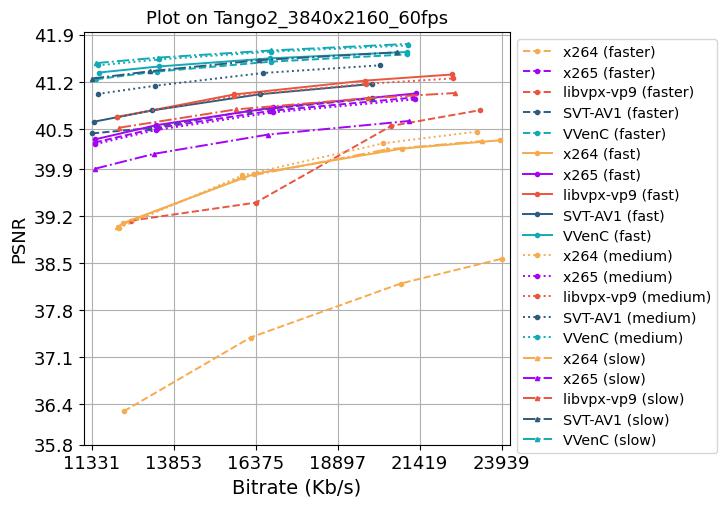 Plot on Tango2_3840x2160_60fps
41.9
41.2
40.5
39.9
39.2
38.5
37.8
37.1
36.4
35.8
PSNR
11331 13853 16375 18897 21419 23939
Bitrate (Kb/s)
x264 (faster)
x265 (faster)
libvpx-vp9 (faster)
SVT-AV1 (faster)
VVenC (faster)
x264 (fast)
x265 (fast)
libvpx-vp9 (fast)
SVT-AV1 (fast)
VVenC (fast)
x264 (medium)
x265 (medium)
libvpx-vp9 (medium)
SVT-AV1 (medium)
VVenC (medium)
x264 (slow)
x265 (slow)
libvpx-vp9 (slow)
SVT-AV1 (slow)
VVenC (slow)